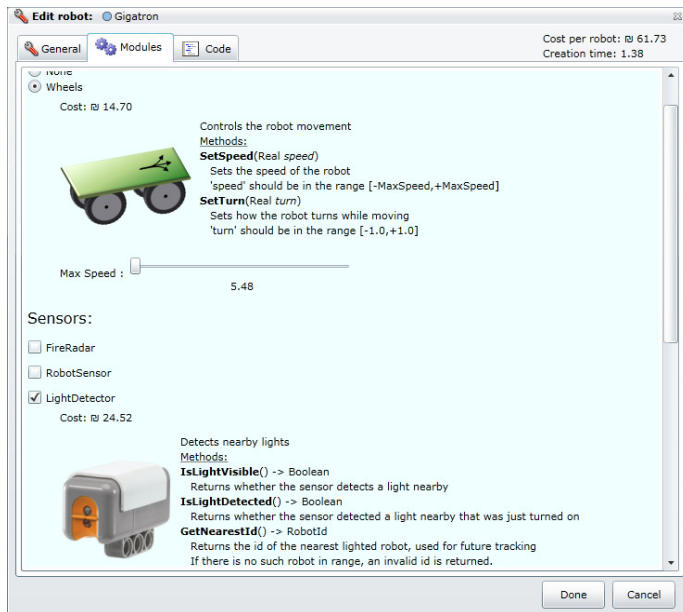 Edit robot: Gigatron
General
Modules
Code
Cost per robot: ₪ 61.73
Creation time: 1.38
None
Wheels
Cost: ₪ 14.70
Controls the robot movement
Methods:
SetSpeed(Real speed)
Sets the speed of the robot
'speed' should be in the range [-MaxSpeed,+MaxSpeed]
SetTurn(Real turn)
Sets how the robot turns while moving
'turn' should be in the range [-1.0,+1.0]
Max Speed :
5.48
Sensors:
FireRadar
RobotSensor
LightDetector
Cost: ₪ 24.52
Detects nearby lights
Methods:
IsLightVisible() -> Boolean
Returns whether the sensor detects a light nearby
IsLightDetected() -> Boolean
Returns whether the sensor detected a light nearby that was just turned on
GetNearestId() -> RobotId
Returns the id of the nearest lighted robot, used for future tracking
If there is no such robot in range, an invalid id is returned.
Done
Cancel